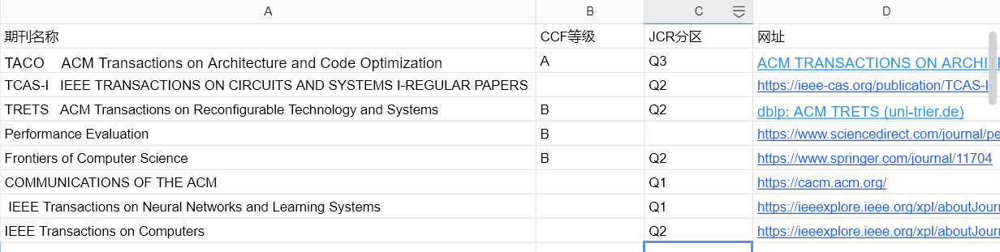 A B C D
期刊名称 CCF等级 JCR分区 网址
TACO ACM Transactions on Architecture and Code Optimization A Q3 ACM TRANSACTIONS ON ARCHITE
TCAS-I IEEE TRANSACTIONS ON CIRCUITS AND SYSTEMS I-REGULAR PAPERS Q2 https://ieee-cas.org/publication/TCAS-I
TRETS ACM Transactions on Reconfigurable Technology and Systems B Q2 dblp: ACM TRETS (uni-trier.de)
Performance Evaluation B https://www.sciencedirect.com/journal/pe
Frontiers of Computer Science B Q2 https://www.springer.com/journal/11704
COMMUNICATIONS OF THE ACM Q1 https://cacm.acm.org/
IEEE Transactions on Neural Networks and Learning Systems Q1 https://ieeexplore.ieee.org/xpl/aboutJourn
IEEE Transactions on Computers Q2 https://ieeexplore.ieee.org/xpl/aboutJourn